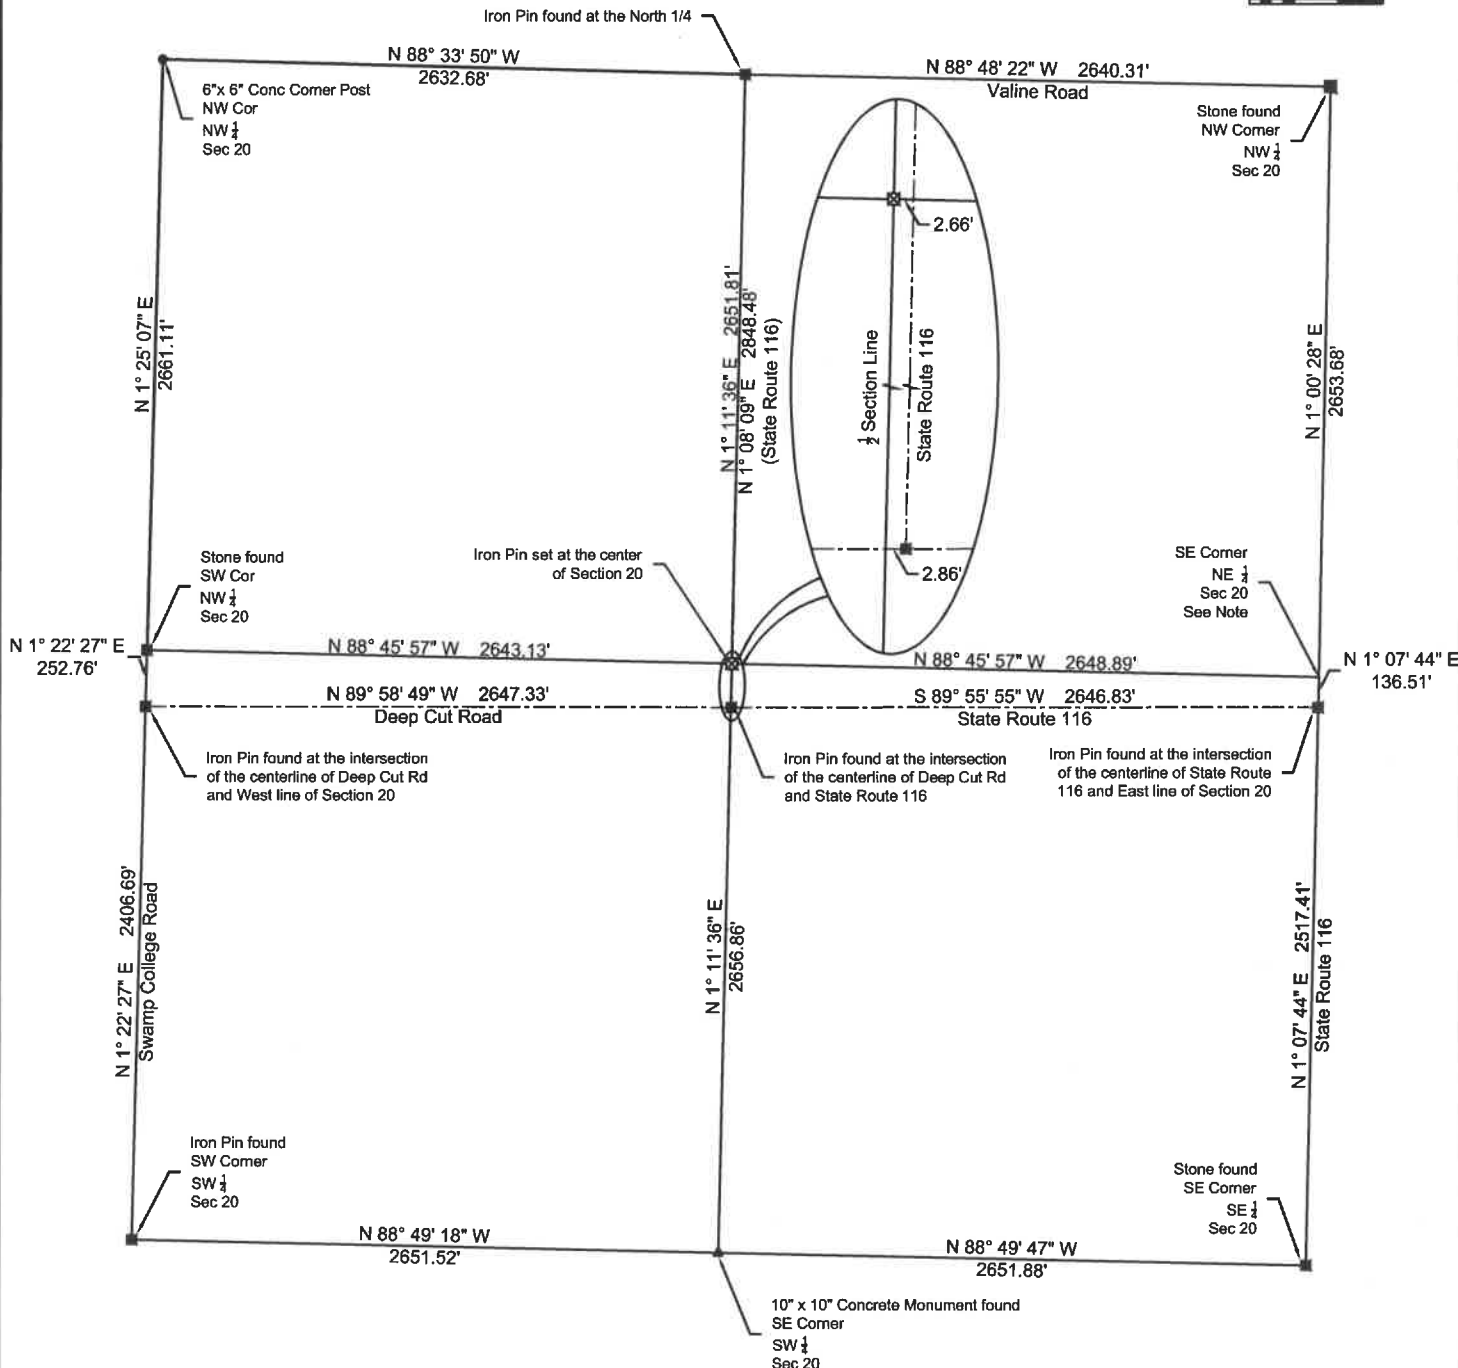 Iron Pin found at the North 1/4
N 88° 33' 50" W
2632.68'
N 88° 48' 22" W 2640.31'
Valine Road
6"x 6" Conc Corner Post
NW Cor
NW 1/4
Sec 20
Stone found
NW Corner
NW 1/4
Sec 20
2.66'
N 1° 25' 07" E
2661.11'
N 1° 11' 36" E 2651.81'
N 1° 08' 09" E 2848.48'
(State Route 116)
1/2 Section Line
State Route 116
N 1° 00' 28" E
2653.68'
Stone found
SW Cor
NW 1/4
Sec 20
Iron Pin set at the center
of Section 20
2.86'
SE Corner
NE 1/4
Sec 20
See Note
N 1° 22' 27" E
252.76'
N 88° 45' 57" W 2643.13'
N 88° 45' 57" W 2648.89'
N 1° 07' 44" E
136.51'
N 89° 58' 49" W 2647.33'
Deep Cut Road
S 89° 55' 55" W 2646.83'
State Route 116
Iron Pin found at the intersection
of the centerline of Deep Cut Rd
and West line of Section 20
Iron Pin found at the intersection
of the centerline of Deep Cut Rd
and State Route 116
Iron Pin found at the intersection
of the centerline of State Route
116 and East line of Section 20
N 1° 22' 27" E 2406.69'
Swamp College Road
N 1° 11' 36" E
2656.86'
N 1° 07' 44" E 2517.41'
State Route 116
Iron Pin found
SW Corner
SW 1/4
Sec 20
Stone found
SE Corner
SE 1/4
Sec 20
N 88° 49' 18" W
2651.52'
N 88° 49' 47" W
2651.88'
10" x 10" Concrete Monument found
SE Corner
SW 1/4
Sec 20